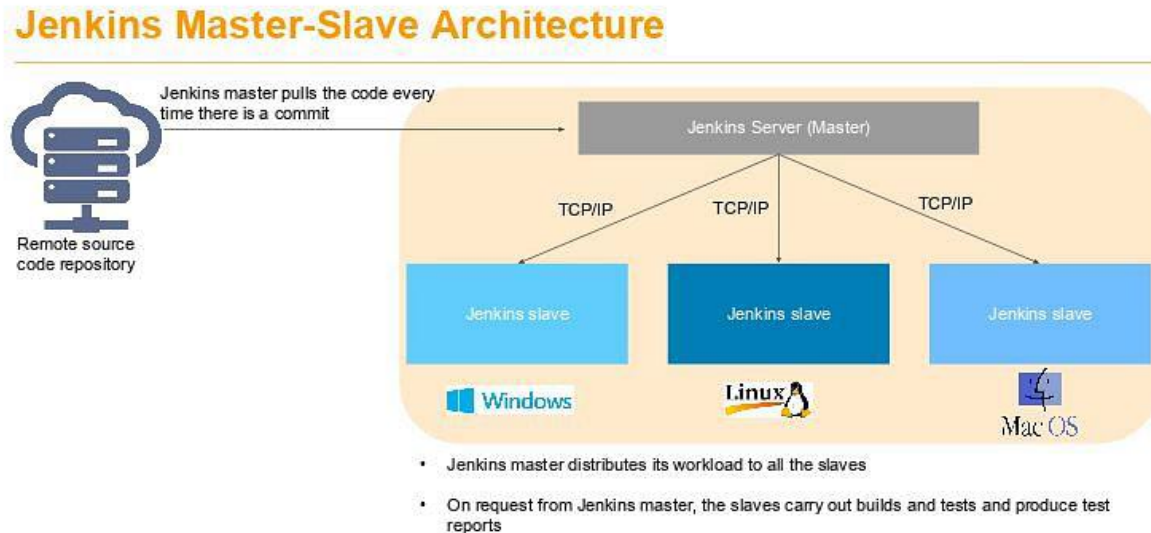 Jenkins Master-Slave Architecture
Jenkins master pulls the code every
time there is a commit
Jenkins Server (Master)
TCP/IP
TCP/IP
TCP/IP
Remote source
code repository
Jenkins slave
Jenkins slave
Jenkins slave
Windows
Linux
Mac OS
• Jenkins master distributes its workload to all the slaves
• On request from Jenkins master, the slaves carry out builds and tests and produce test
reports